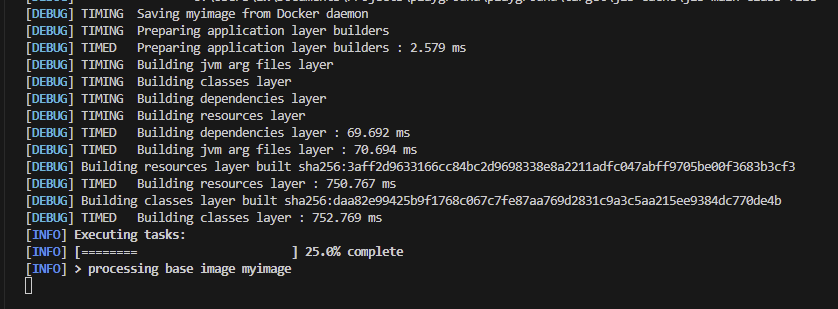 [DEBUG] TIMING  Saving myimage from Docker daemon
[DEBUG] TIMING  Preparing application layer builders
[DEBUG] TIMED   Preparing application layer builders : 2.579 ms
[DEBUG] TIMING  Building jvm arg files layer
[DEBUG] TIMING  Building classes layer
[DEBUG] TIMING  Building dependencies layer
[DEBUG] TIMING  Building resources layer
[DEBUG] TIMED   Building dependencies layer : 69.692 ms
[DEBUG] TIMED   Building jvm arg files layer : 70.694 ms
[DEBUG] Building resources layer built sha256:3aff2d9633166cc84bc2d9698338e8a2211adfc047abff9705be00f3683b3cf3
[DEBUG] TIMED   Building resources layer : 750.767 ms
[DEBUG] Building classes layer built sha256:daa82e99425b9f1768c067c7fe87aa769d2831c9a3c5aa215ee9384dc770de4b
[DEBUG] TIMED   Building classes layer : 752.769 ms
[INFO] Executing tasks:
[INFO] [========                      ] 25.0% complete
[INFO] > processing base image myimage